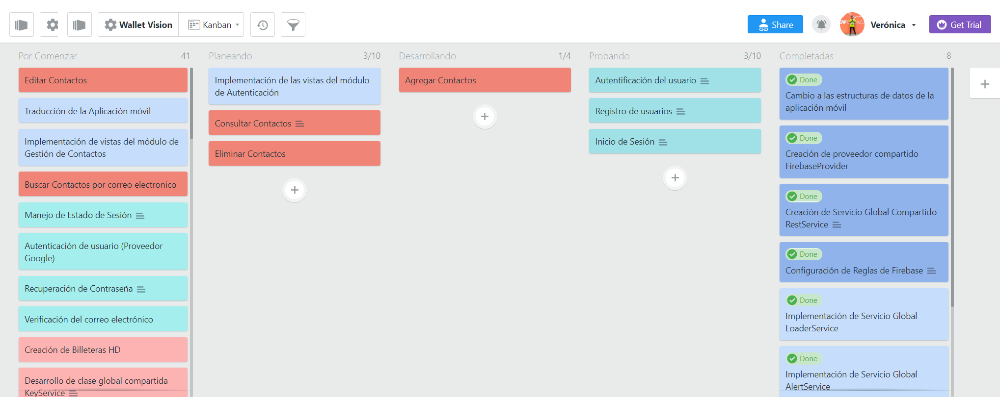 Wallet Vision
Kanban
Share
Verónica
Get Trial
Por Comenzar 41
Editar Contactos
Traducción de la Aplicación móvil
Implementación de vistas del módulo de
Gestión de Contactos
Buscar Contactos por correo electronico
Manejo de Estado de Sesión
Autenticación de usuario (Proveedor
Google)
Recuperación de Contraseña
Verificación del correo electrónico
Creación de Billeteras HD
Desarrollo de clase global compartida
KeyService
Planeando 3/10
Implementación de las vistas del módulo
de Autenticación
Consultar Contactos
Eliminar Contactos
Desarrollando 1/4
Agregar Contactos
Probando 3/10
Autentificación del usuario
Registro de usuarios
Inicio de Sesión
Completadas 8
Done
Cambio a las estructuras de datos de la
aplicación móvil
Done
Creación de proveedor compartido
FirebaseProvider
Done
Creación de Servicio Global Compartido
RestService
Done
Configuración de Reglas de Firebase
Done
Implementación de Servicio Global
LoaderService
Done
Implementación de Servicio Global
AlertService